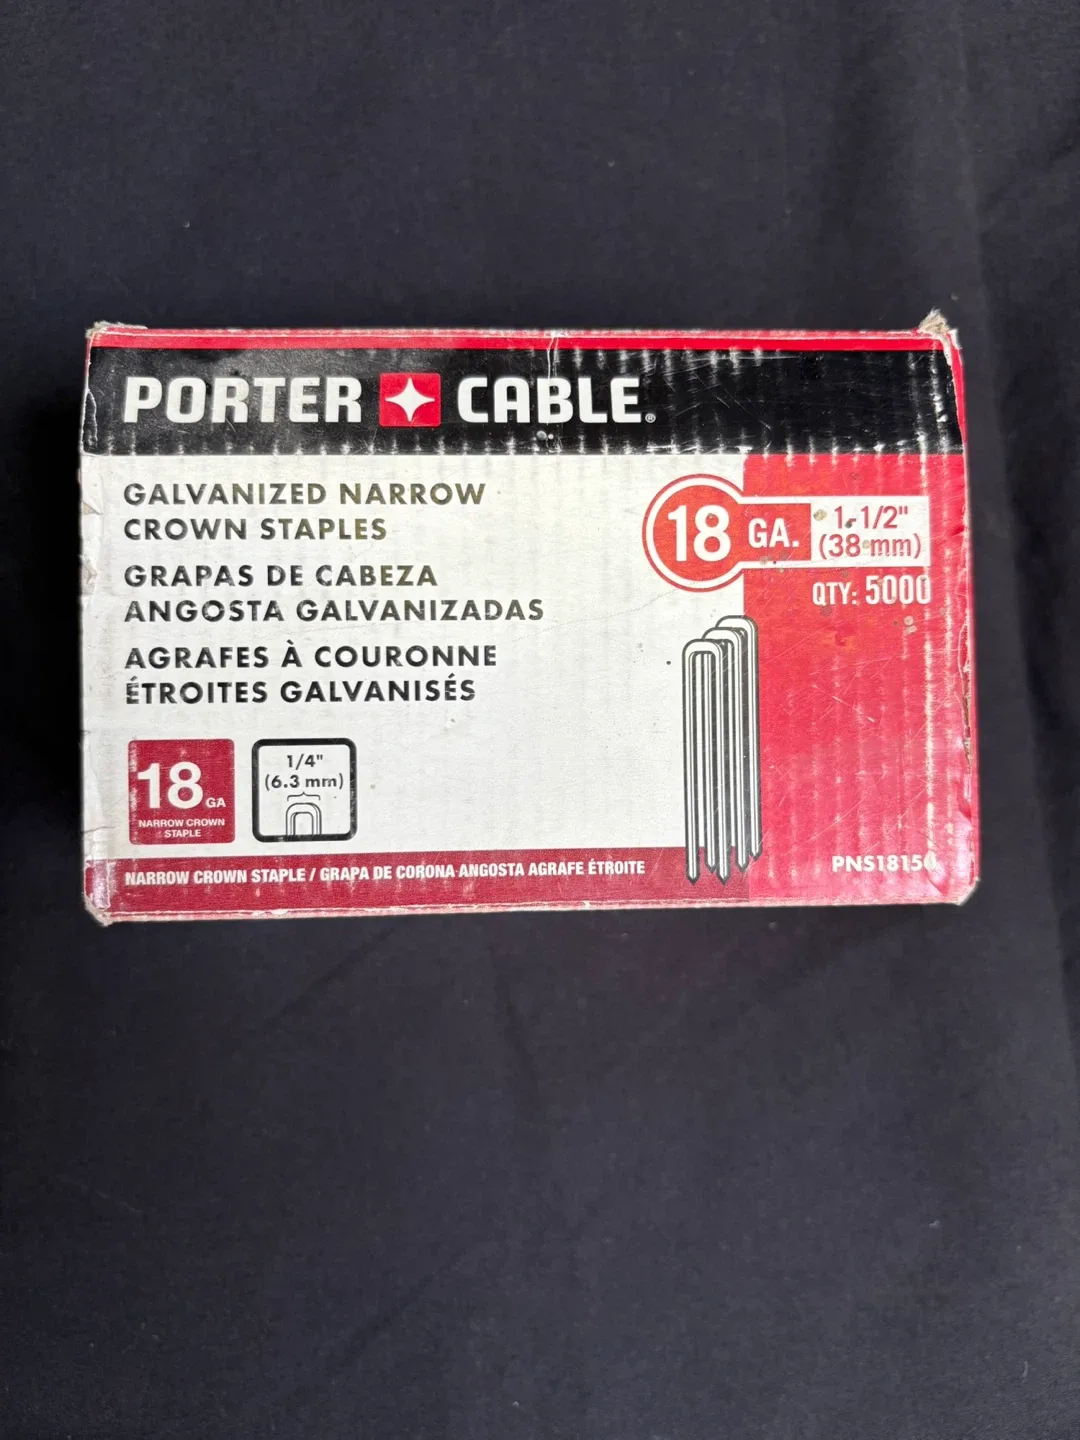 PORTER CABLE®
GALVANIZED NARROW
CROWN STAPLES
GRAPAS DE CABEZA
ANGOSTA GALVANIZADAS
AGRAFES À COURONNE
ÉTROITES GALVANISÉS
18 GA. 1-1/2"
(38 mm)
QTY: 5000
18 GA
NARROW CROWN
STAPLE
1/4"
(6.3 mm)
NARROW CROWN STAPLE / GRAPA DE CORONA ANGOSTA AGRAFE ÉTROITE
PNS18150